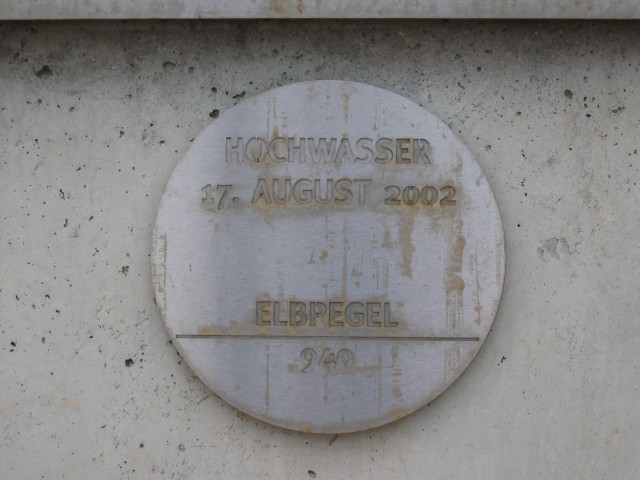 HOCHWASSER
17. AUGUST 2002
ELBPEGEL
940